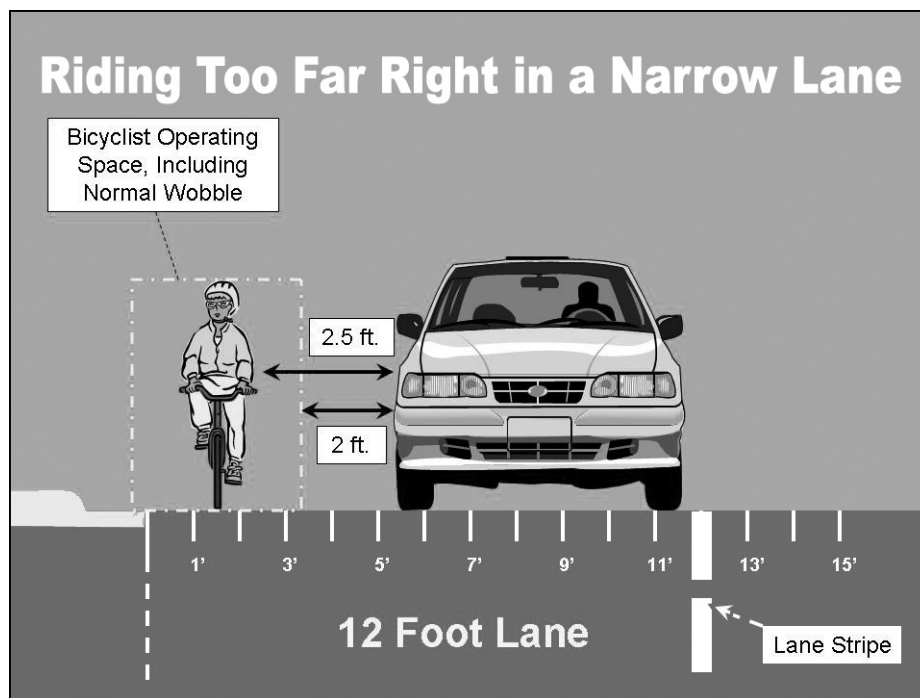 Riding Too Far Right in a Narrow Lane
Bicyclist Operating
Space, Including
Normal Wobble
2.5 ft.
2 ft.
1' 3' 5' 7' 9' 11' 13' 15'
12 Foot Lane
Lane Stripe